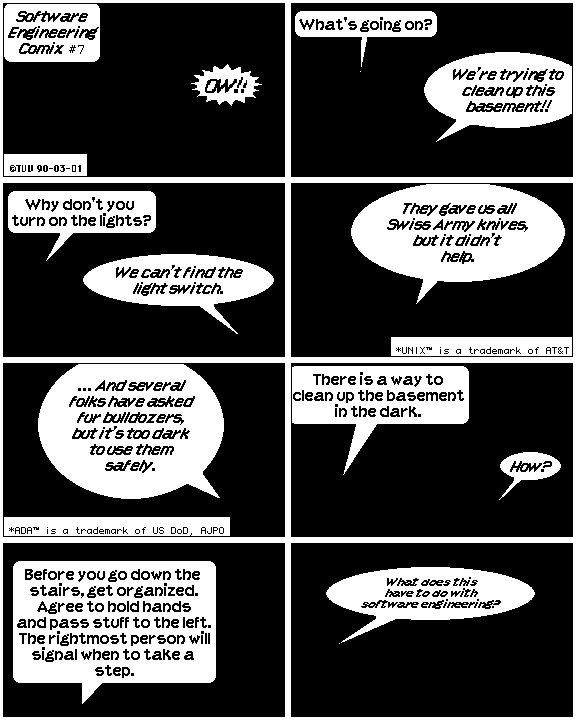 Software
Engineering
Comix #7
OW!!
©TUV 90-03-01
What's going on?
We're trying to
clean up this
basement!!
Why don't you
turn on the lights?
We can't find the
light switch.
They gave us all
Swiss Army knives,
but it didn't
help.
*UNIX™ is a trademark of AT&T
... And several
folks have asked
fur bulldozers,
but it's too dark
to use them
safely.
*ADA™ is a trademark of US DoD, AJPO
There is a way to
clean up the basement
in the dark.
How?
Before you go down the
stairs, get organized.
Agree to hold hands
and pass stuff to the left.
The rightmost person will
signal when to take a
step.
What does this
have to do with
software engineering?